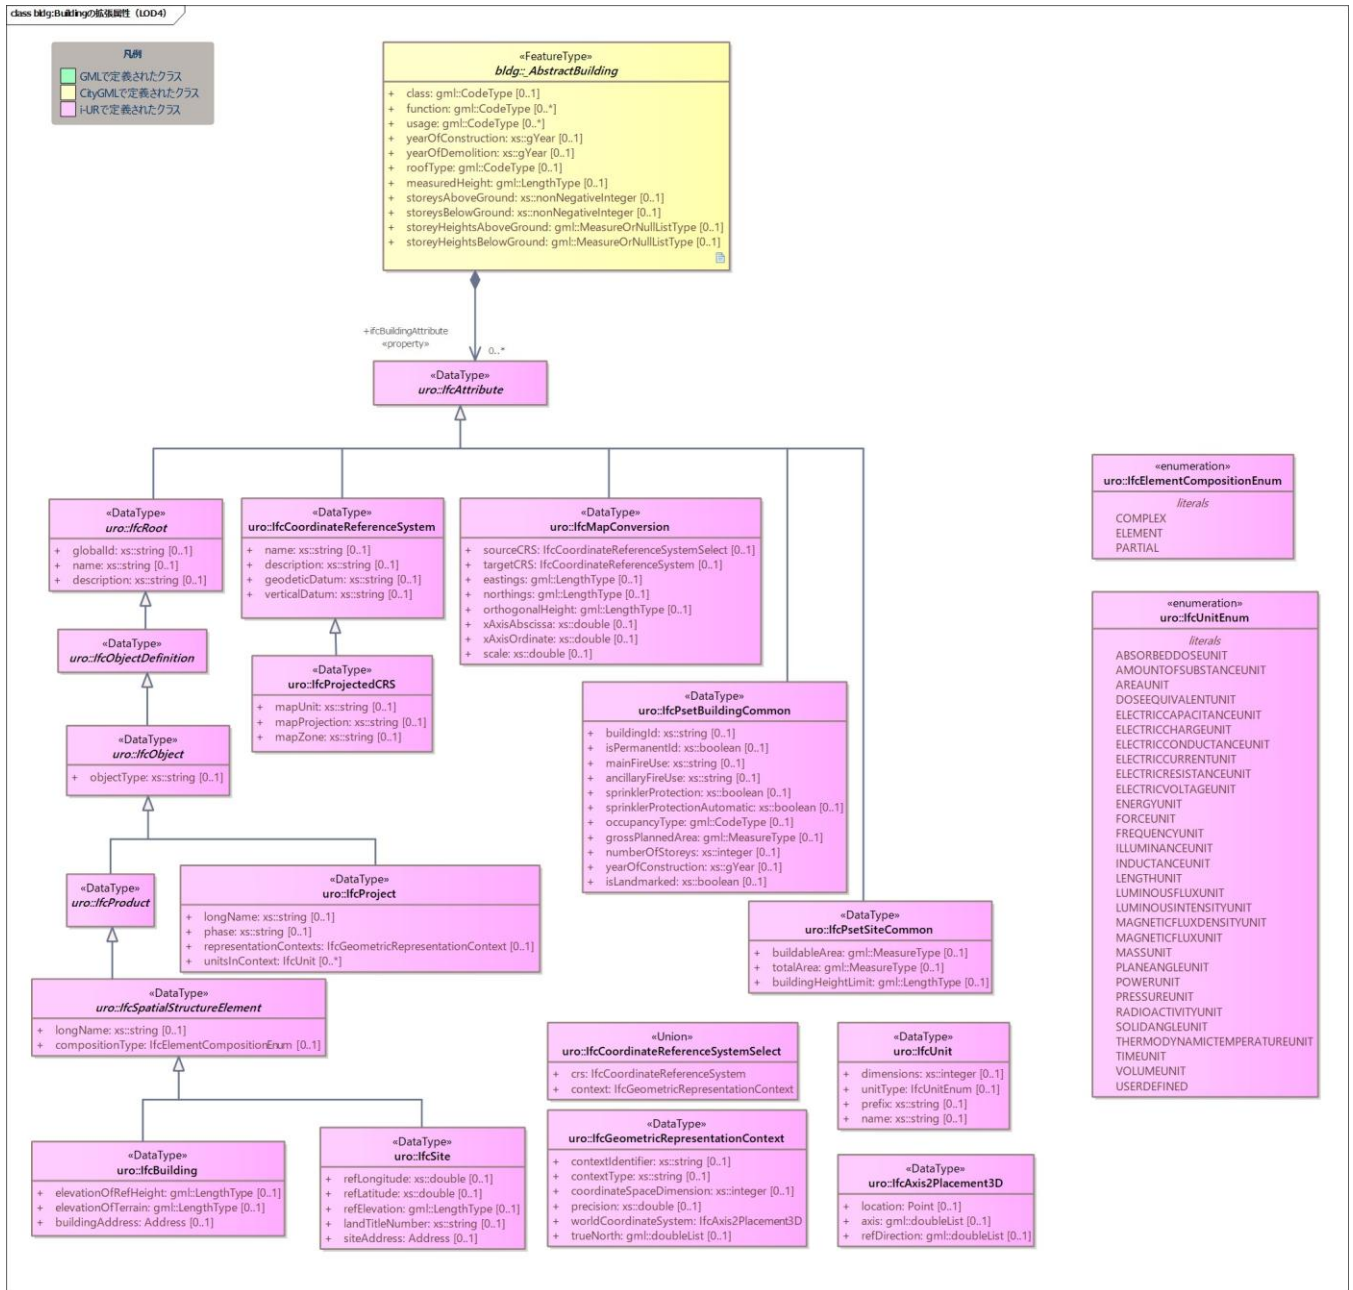 class bldg:Buildingの拡張属性（LOD4）
凡例
GMLで定義されたクラス
CityGMLで定義されたクラス
i-URで定義されたクラス
«FeatureType»
bldg::_AbstractBuilding
+ class: gml::CodeType [0..1]
+ function: gml::CodeType [0..*]
+ usage: gml::CodeType [0..*]
+ yearOfConstruction: xs::gYear [0..1]
+ yearOfDemolition: xs::gYear [0..1]
+ roofType: gml::CodeType [0..1]
+ measuredHeight: gml::LengthType [0..1]
+ storeysAboveGround: xs::nonNegativeInteger [0..1]
+ storeysBelowGround: xs::nonNegativeInteger [0..1]
+ storeyHeightsAboveGround: gml::MeasureOrNullListType [0..1]
+ storeyHeightsBelowGround: gml::MeasureOrNullListType [0..1]
+ifcBuildingAttribute
«property»
0..*
«DataType»
uro::IfcAttribute
«DataType»
uro::IfcRoot
+ globalId: xs::string [0..1]
+ name: xs::string [0..1]
+ description: xs::string [0..1]
«DataType»
uro::IfcCoordinateReferenceSystem
+ name: xs::string [0..1]
+ description: xs::string [0..1]
+ geodeticDatum: xs::string [0..1]
+ verticalDatum: xs::string [0..1]
«DataType»
uro::IfcMapConversion
+ sourceCRS: IfcCoordinateReferenceSystemSelect [0..1]
+ targetCRS: IfcCoordinateReferenceSystem [0..1]
+ eastings: gml::LengthType [0..1]
+ northings: gml::LengthType [0..1]
+ orthogonalHeight: gml::LengthType [0..1]
+ xAxisAbscissa: xs::double [0..1]
+ xAxisOrdinate: xs::double [0..1]
+ scale: xs::double [0..1]
«enumeration»
uro::IfcElementCompositionEnum
literals
COMPLEX
ELEMENT
PARTIAL
«DataType»
uro::IfcObjectDefinition
«DataType»
uro::IfcProjectedCRS
+ mapUnit: xs::string [0..1]
+ mapProjection: xs::string [0..1]
+ mapZone: xs::string [0..1]
«DataType»
uro::IfcObject
+ objectType: xs::string [0..1]
«DataType»
uro::IfcPsetBuildingCommon
+ buildingId: xs::string [0..1]
+ isPermanentId: xs::boolean [0..1]
+ mainFireUse: xs::string [0..1]
+ ancillaryFireUse: xs::string [0..1]
+ sprinklerProtection: xs::boolean [0..1]
+ sprinklerProtectionAutomatic: xs::boolean [0..1]
+ occupancyType: gml::CodeType [0..1]
+ grossPlannedArea: gml::MeasureType [0..1]
+ numberOfStoreys: xs::integer [0..1]
+ yearOfConstruction: xs::gYear [0..1]
+ isLandmarked: xs::boolean [0..1]
«enumeration»
uro::IfcUnitEnum
literals
ABSORBEDDOSEUNIT
AMOUNTOFSUBSTANCEUNIT
AREAUNIT
DOSEEQUIVALENTUNIT
ELECTRICCAPACITANCEUNIT
ELECTRICCHARGEUNIT
ELECTRICCONDUCTANCEUNIT
ELECTRICCURRENTUNIT
ELECTRICRESISTANCEUNIT
ELECTRICVOLTAGEUNIT
ENERGYUNIT
FORCEUNIT
FREQUENCYUNIT
ILLUMINANCEUNIT
INDUCTANCEUNIT
LENGTHUNIT
LUMINOUSFLUXUNIT
LUMINOUSINTENSITYUNIT
MAGNETICFLUXDENSITYUNIT
MAGNETICFLUXUNIT
MASSUNIT
PLANEANGLEUNIT
POWERUNIT
PRESSUREUNIT
RADIOACTIVITYUNIT
SOLIDANGLEUNIT
THERMODYNAMICTEMPERATUREUNIT
TIMEUNIT
VOLUMEUNIT
USERDEFINED
«DataType»
uro::IfcProduct
«DataType»
uro::IfcProject
+ longName: xs::string [0..1]
+ phase: xs::string [0..1]
+ representationContexts: IfcGeometricRepresentationContext [0..1]
+ unitsInContext: IfcUnit [0..*]
«DataType»
uro::IfcPsetSiteCommon
+ buildableArea: gml::MeasureType [0..1]
+ totalArea: gml::MeasureType [0..1]
+ buildingHeightLimit: gml::LengthType [0..1]
«DataType»
uro::IfcSpatialStructureElement
+ longName: xs::string [0..1]
+ compositionType: IfcElementCompositionEnum [0..1]
«Union»
uro::IfcCoordinateReferenceSystemSelect
+ crs: IfcCoordinateReferenceSystem
+ context: IfcGeometricRepresentationContext
«DataType»
uro::IfcUnit
+ dimensions: xs::integer [0..1]
+ unitType: IfcUnitEnum [0..1]
+ prefix: xs::string [0..1]
+ name: xs::string [0..1]
«DataType»
uro::IfcBuilding
+ elevationOfRefHeight: gml::LengthType [0..1]
+ elevationOfTerrain: gml::LengthType [0..1]
+ buildingAddress: Address [0..1]
«DataType»
uro::IfcSite
+ refLongitude: xs::double [0..1]
+ refLatitude: xs::double [0..1]
+ refElevation: gml::LengthType [0..1]
+ landTitleNumber: xs::string [0..1]
+ siteAddress: Address [0..1]
«DataType»
uro::IfcGeometricRepresentationContext
+ contextIdentifier: xs::string [0..1]
+ contextType: xs::string [0..1]
+ coordinateSpaceDimension: xs::integer [0..1]
+ precision: xs::double [0..1]
+ worldCoordinateSystem: IfcAxis2Placement3D
+ trueNorth: gml::doubleList [0..1]
«DataType»
uro::IfcAxis2Placement3D
+ location: Point [0..1]
+ axis: gml::doubleList [0..1]
+ refDirection: gml::doubleList [0..1]